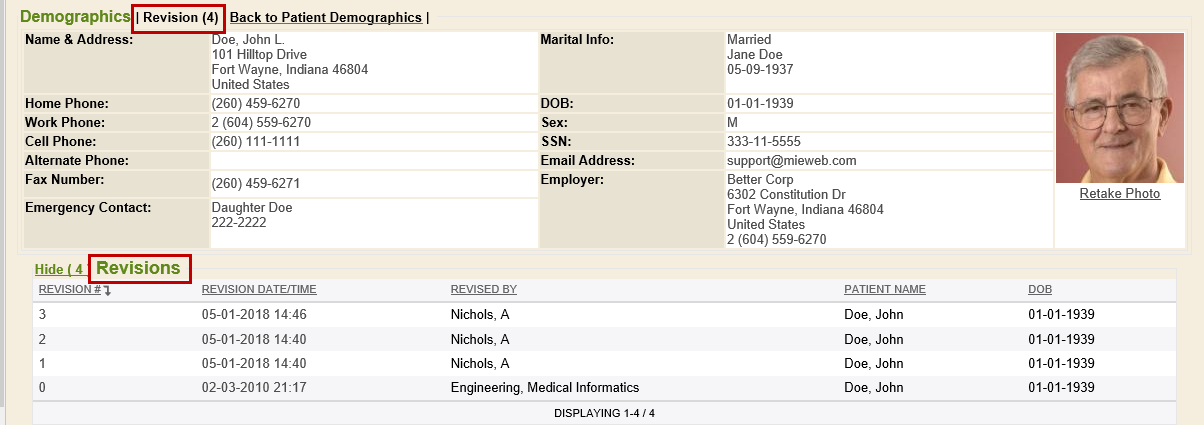 Demographics | Revision (4) Back to Patient Demographics |
Name & Address: Doe, John L. Marital Info: Married
101 Hilltop Drive Jane Doe
Fort Wayne, Indiana 46804 05-09-1937
United States
Home Phone: (260) 459-6270 DOB: 01-01-1939
Work Phone: 2 (604) 559-6270 Sex: M
Cell Phone: (260) 111-1111 SSN: 333-11-5555
Alternate Phone: Email Address: support@mieweb.com
Fax Number: (260) 459-6271 Employer: Better Corp
6302 Constitution Dr
Emergency Contact: Daughter Doe Fort Wayne, Indiana 46804
222-2222 United States
2 (604) 559-6270
Retake Photo
Hide ( 4 Revisions
REVISION # REVISION DATE/TIME REVISED BY PATIENT NAME DOB
3 05-01-2018 14:46 Nichols, A Doe, John 01-01-1939
2 05-01-2018 14:40 Nichols, A Doe, John 01-01-1939
1 05-01-2018 14:40 Nichols, A Doe, John 01-01-1939
0 02-03-2010 21:17 Engineering, Medical Informatics Doe, John 01-01-1939
DISPLAYING 1-4 / 4